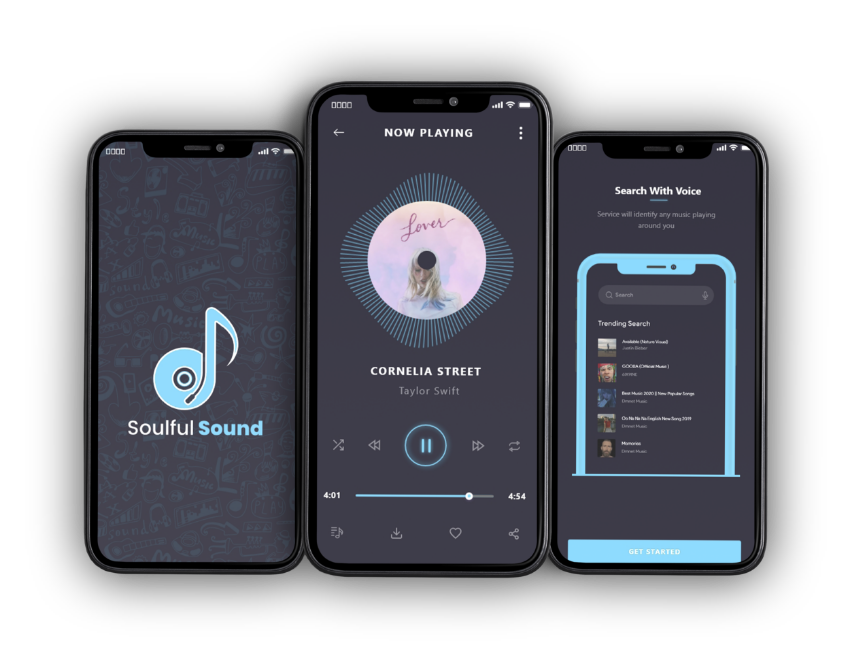 Soulful Sound
NOW PLAYING
Lover
CORNELIA STREET
Taylor Swift
4:01
4:54
Search With Voice
Service will identify any music playing
around you
Search
Trending Search
Available (Nature Visual)
Justin Bieber
GOOBA (Official Music)
Best Music 2020 || New Popular Songs
Dinner Music
On Na Na Na English New Song 2019
Dinner Music
Memories
Dinner Music
GET STARTED